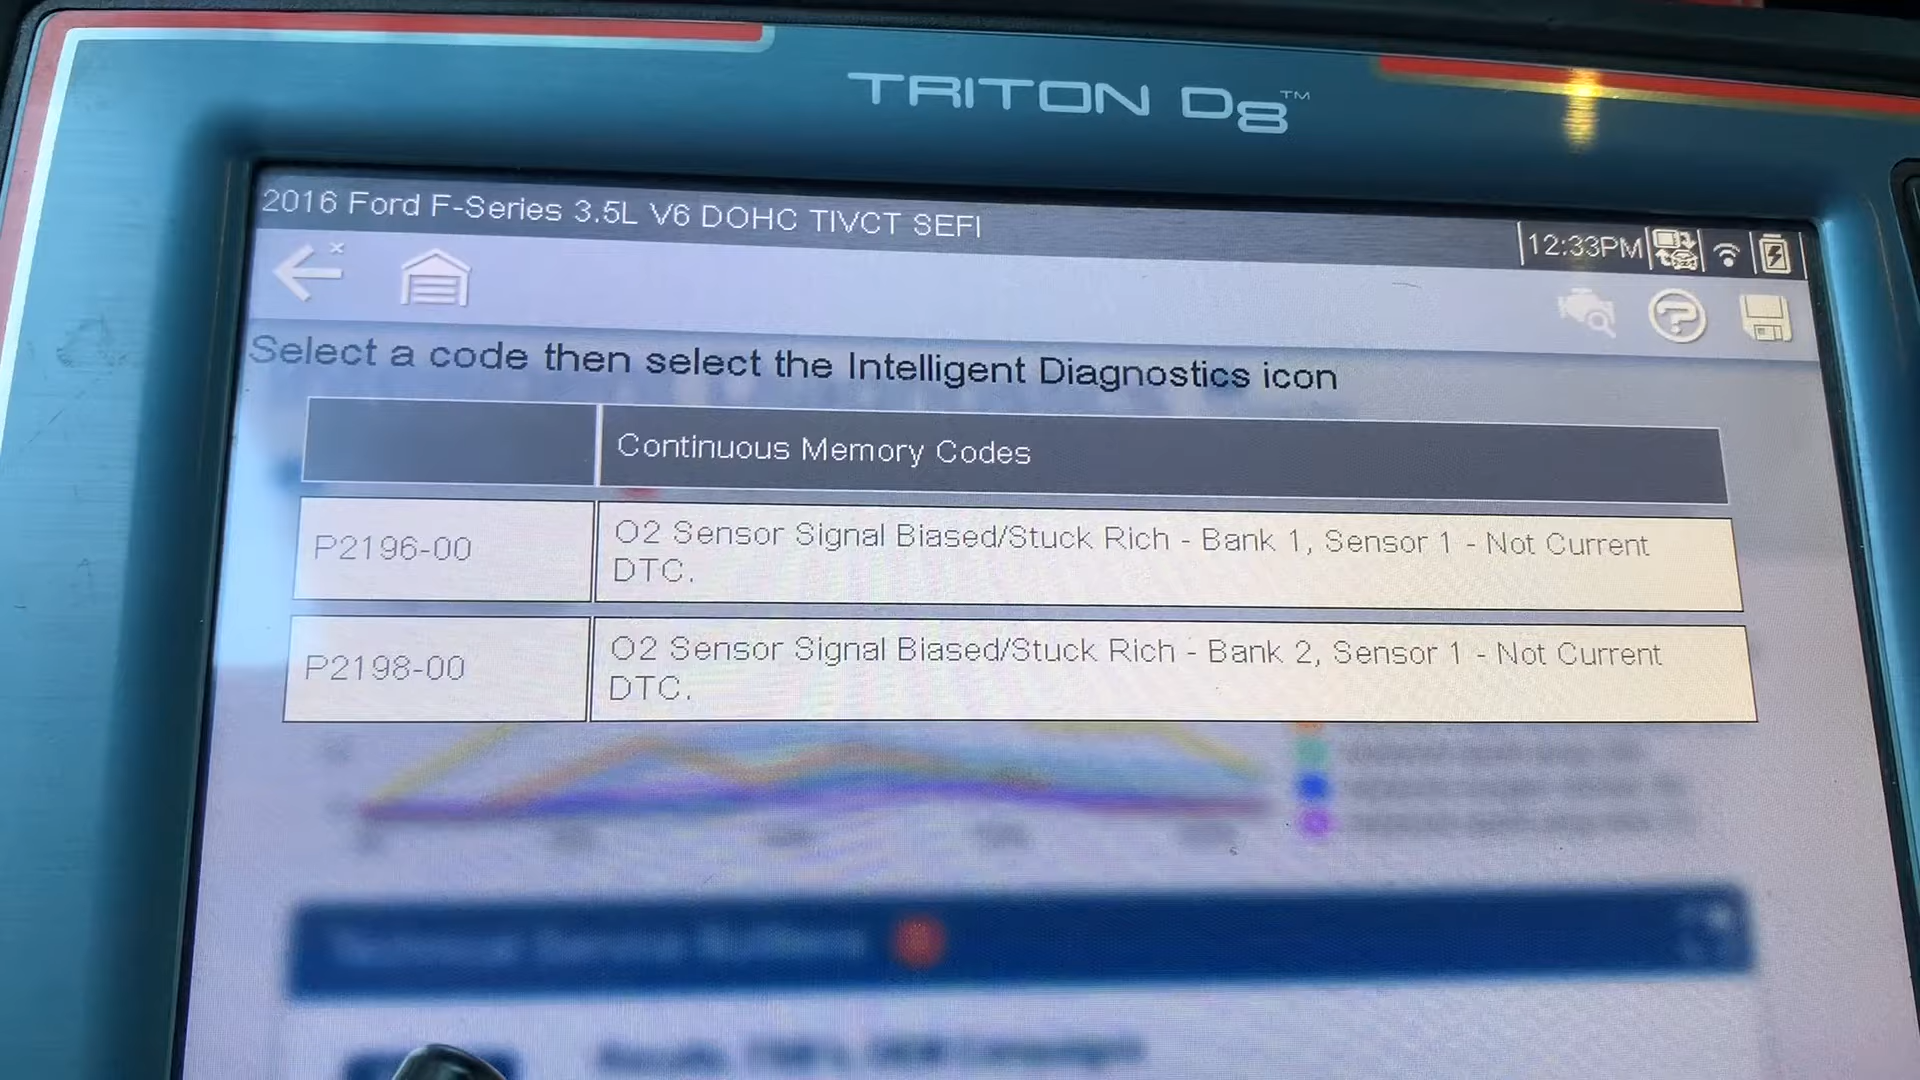 TRITON D8™
2016 Ford F-Series 3.5L V6 DOHC TIVCT SEFI
12:33PM
Select a code then select the Intelligent Diagnostics icon
Continuous Memory Codes
P2196-00
O2 Sensor Signal Biased/Stuck Rich - Bank 1, Sensor 1 - Not Current
DTC.
P2198-00
O2 Sensor Signal Biased/Stuck Rich - Bank 2, Sensor 1 - Not Current
DTC.